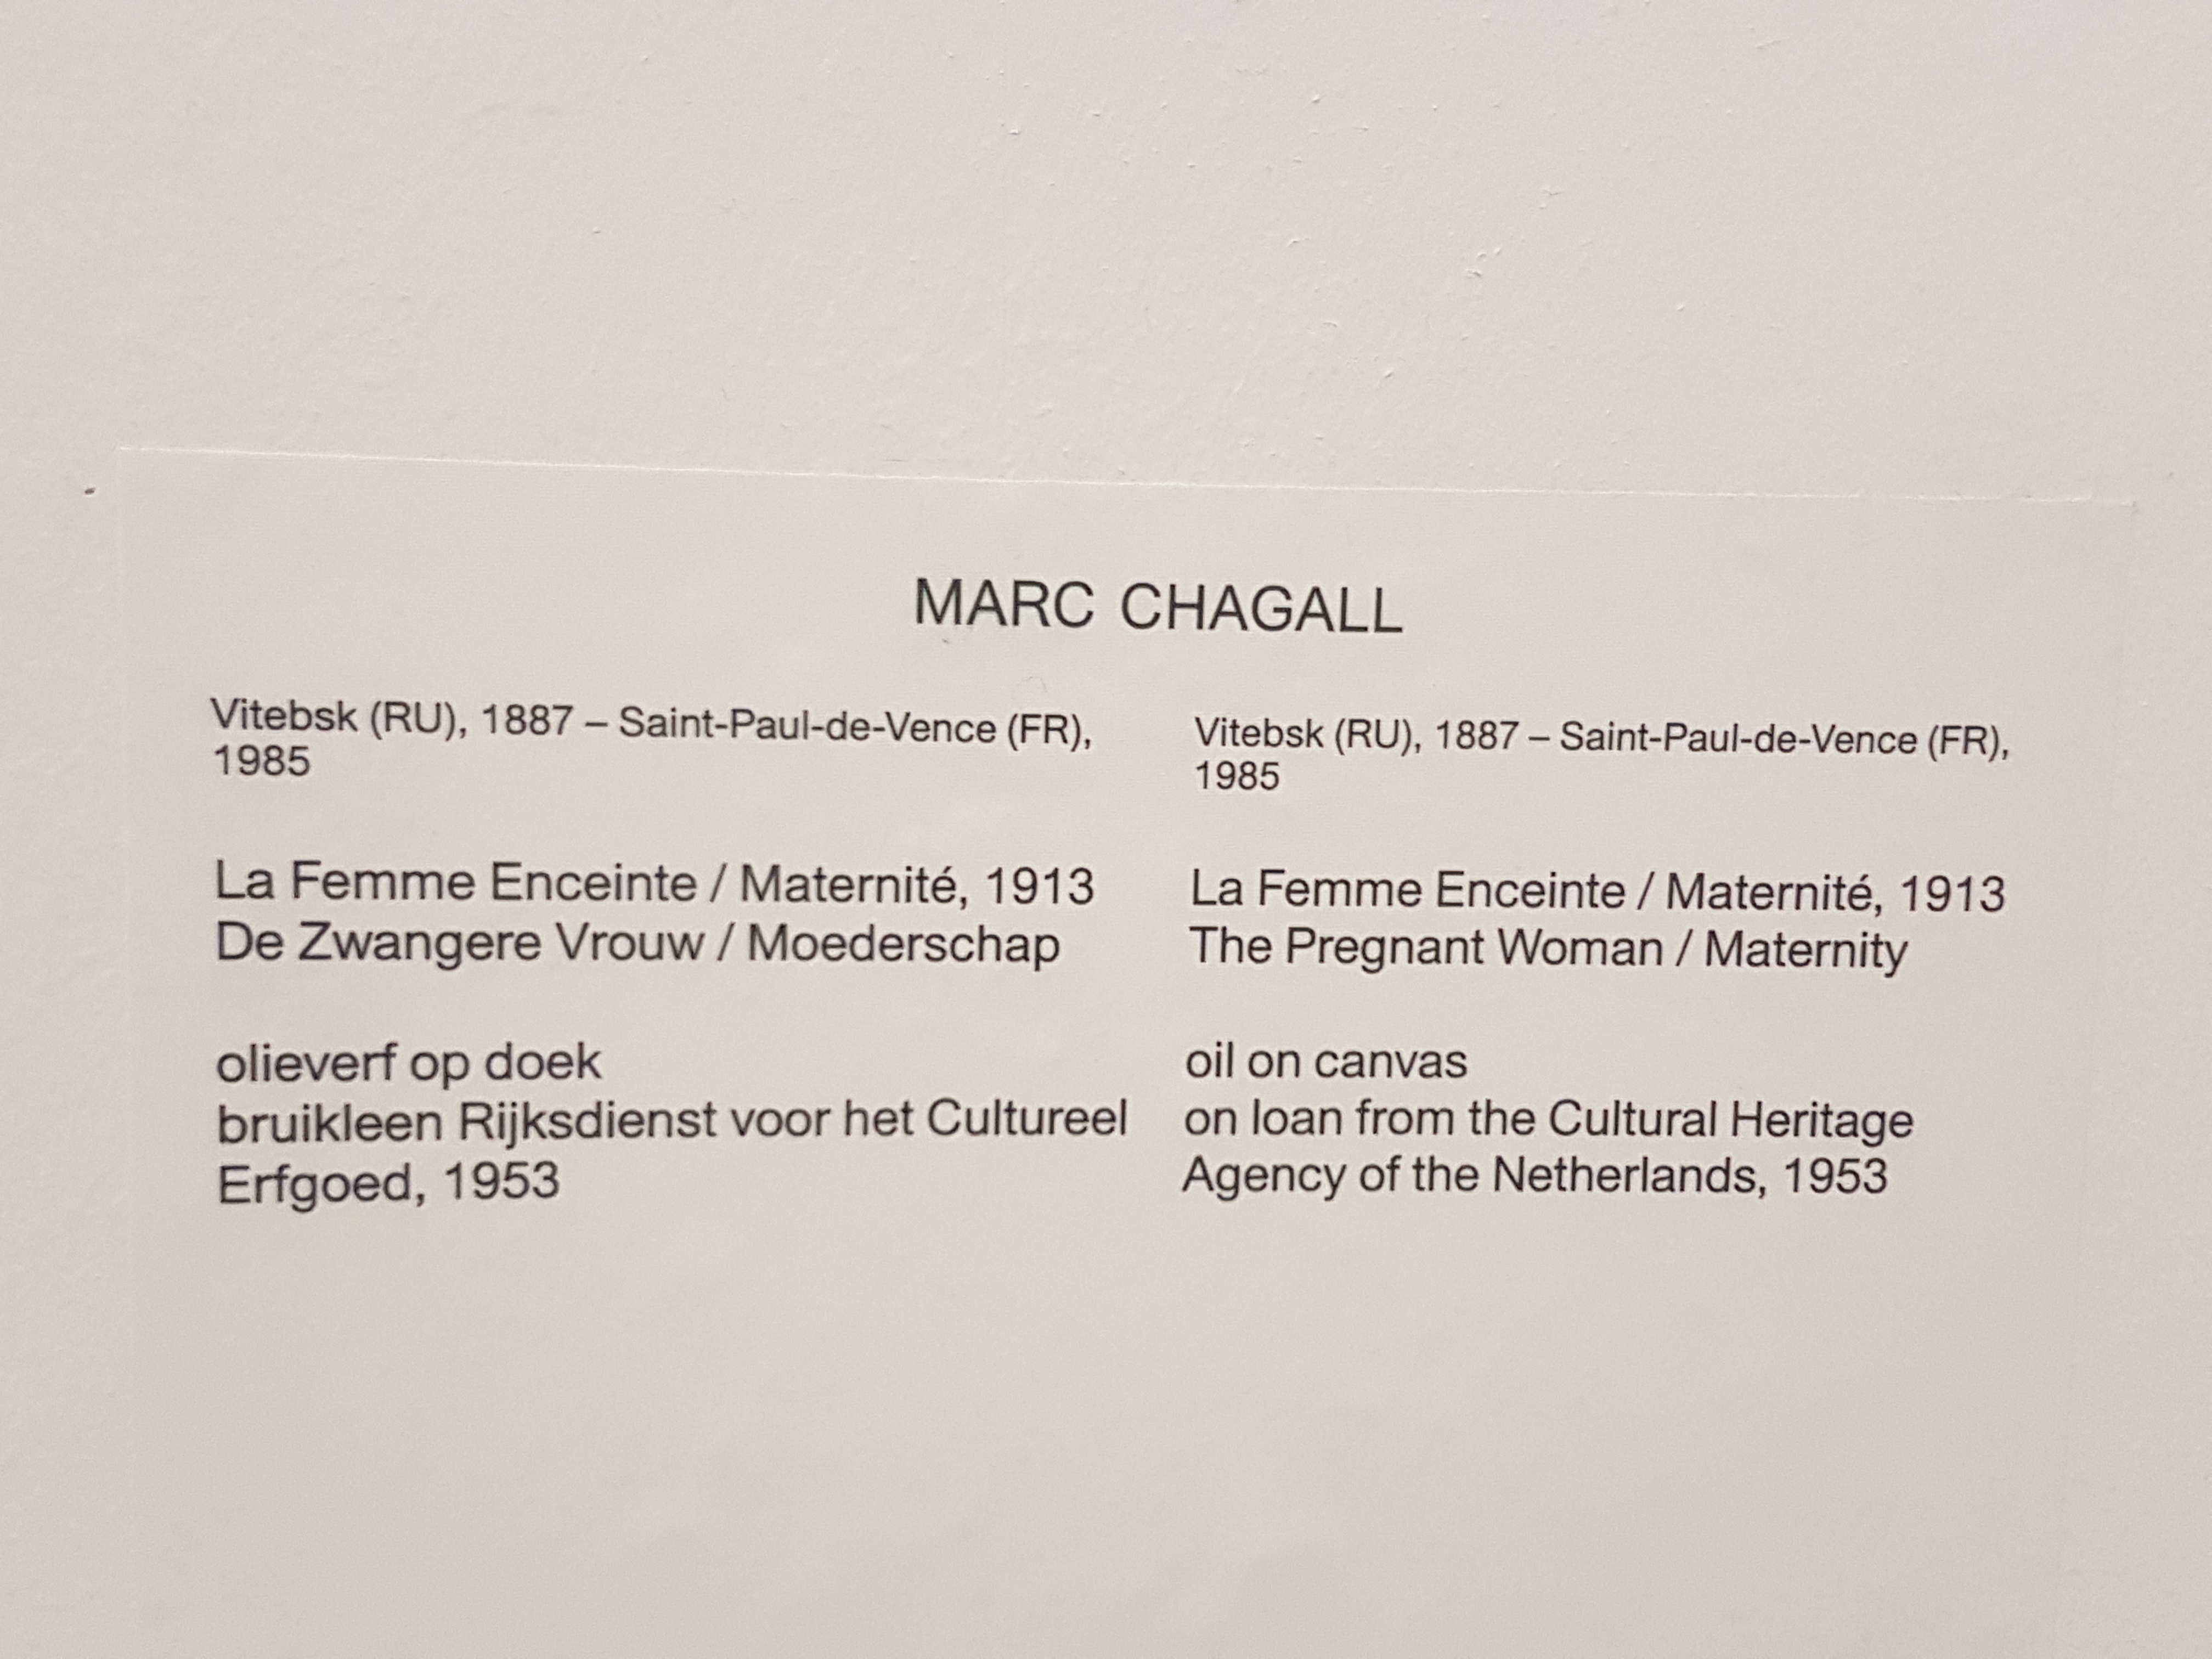 MARC CHAGALL
Vitebsk (RU), 1887 – Saint-Paul-de-Vence (FR),
1985
La Femme Enceinte / Maternité, 1913
De Zwangere Vrouw / Moederschap
olieverf op doek
bruikleen Rijksdienst voor het Cultureel
Erfgoed, 1953
Vitebsk (RU), 1887 – Saint-Paul-de-Vence (FR),
1985
La Femme Enceinte / Maternité, 1913
The Pregnant Woman / Maternity
oil on canvas
on loan from the Cultural Heritage
Agency of the Netherlands, 1953